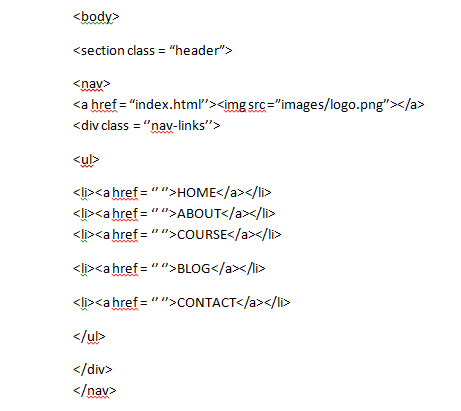 <body>
<section class = “header”>
<nav>
<a href = “index.html”><img src =”images/logo.png”></a>
<div class = “nav-links”>
<ul>
<li><a href = “ “>HOME</a></li>
<li><a href = “ “>ABOUT</a></li>
<li><a href = “ “>COURSE</a></li>
<li><a href = “ “>BLOG</a></li>
<li><a href = “ “>CONTACT</a></li>
</ul>
</div>
</nav>